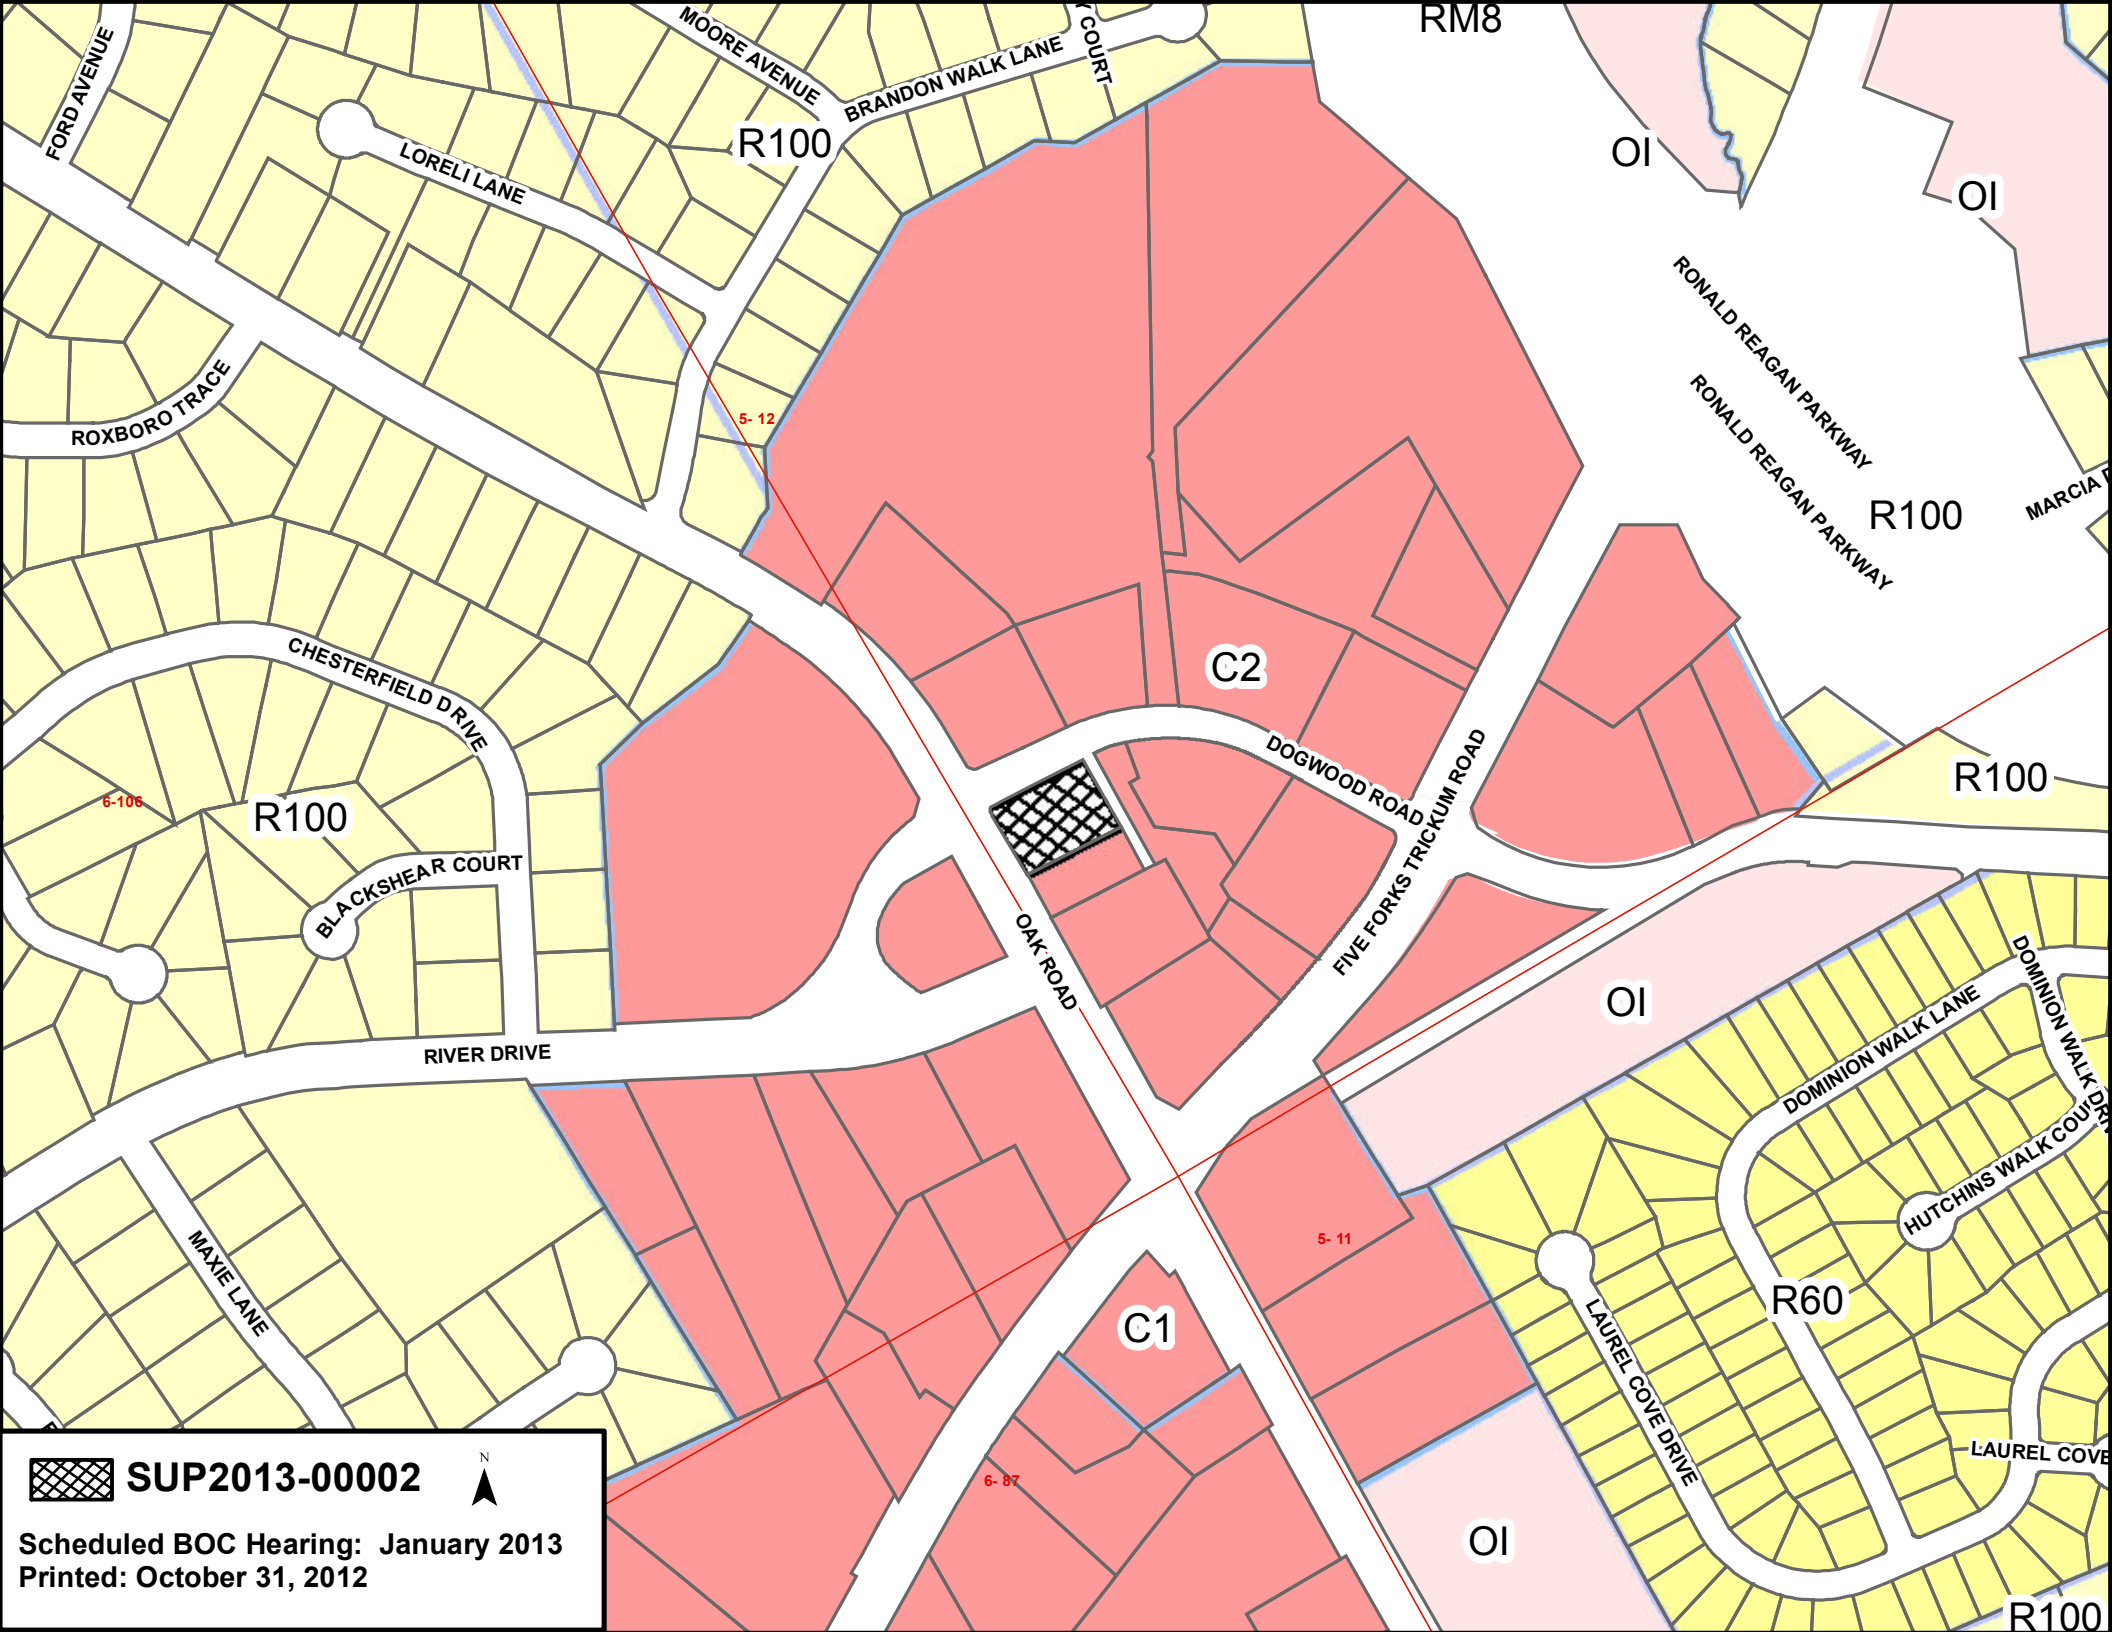 RM8
MOORE AVENUE
BRANDON WALK LANE
COURT
FORD AVENUE
R100
LORELI LANE
OI
OI
RONALD REAGAN PARKWAY
RONALD REAGAN PARKWAY
ROXBORO TRACE
5- 12
R100
MARCIA
CHESTERFIELD DRIVE
C2
DOGWOOD ROAD
FIVE FORKS TRICKUM ROAD
R100
6-106
R100
BLACKSHEAR COURT
OAK ROAD
OI
DOMINION WALK LANE
DOMINION WALK DRIV
RIVER DRIVE
HUTCHINS WALK COU
MAXIE LANE
5- 11
R60
C1
LAUREL COVE DRIVE
LAUREL COVE
6- 87
OI
R100
SUP2013-00002
N
Scheduled BOC Hearing: January 2013
Printed: October 31, 2012